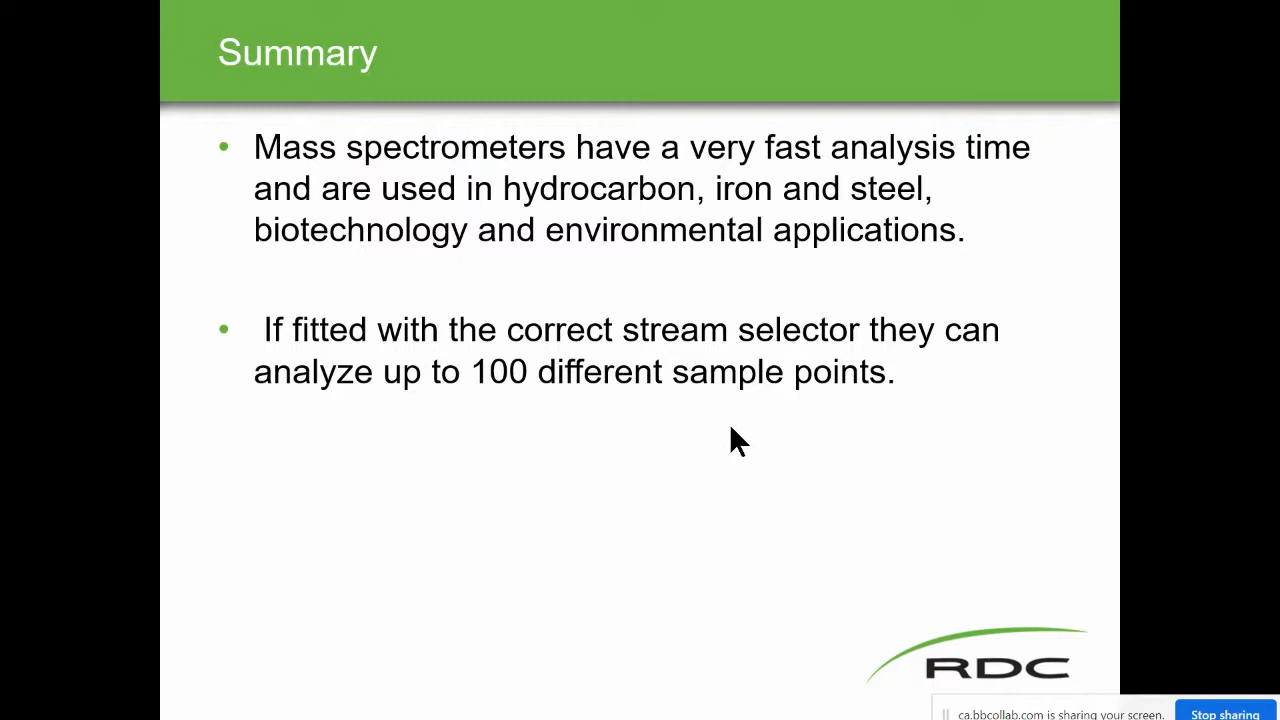 Summary
• Mass spectrometers have a very fast analysis time
and are used in hydrocarbon, iron and steel,
biotechnology and environmental applications.
• If fitted with the correct stream selector they can
analyze up to 100 different sample points.
RDC
ca.bbcollab.com is sharing your screen.
Stop sharing